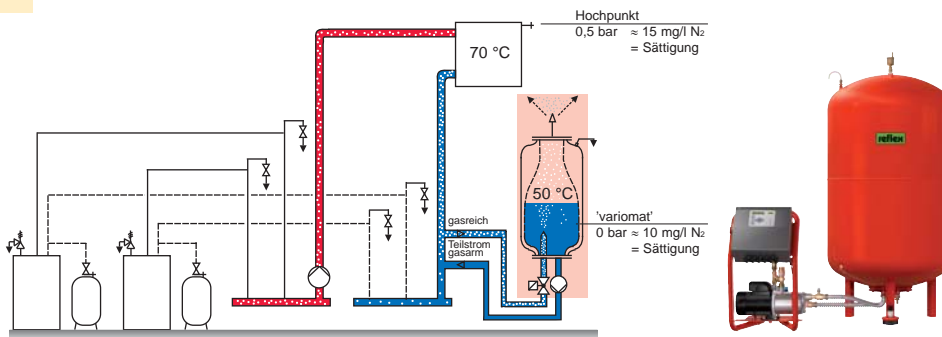 Hochpunkt
0,5 bar ≈ 15 mg/l N₂
= Sättigung
70 °C
reflex
50 °C
gasreich
Teilstrom
gasarm
'variomat'
0 bar ≈ 10 mg/l N₂
= Sättigung